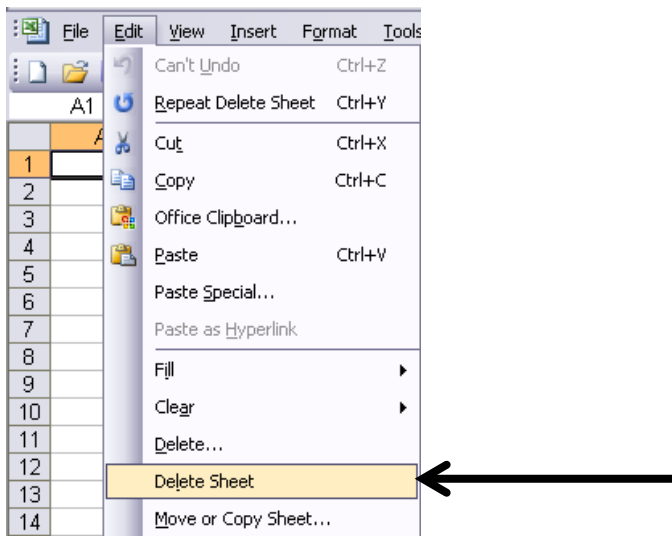 File Edit View Insert Format Tools
A1
Can't Undo Ctrl+Z
Repeat Delete Sheet Ctrl+Y
Cut Ctrl+X
Copy Ctrl+C
Office Clipboard...
Paste Ctrl+V
Paste Special...
Paste as Hyperlink
Fill
Clear
Delete...
Delete Sheet
Move or Copy Sheet...
A
1
2
3
4
5
6
7
8
9
10
11
12
13
14